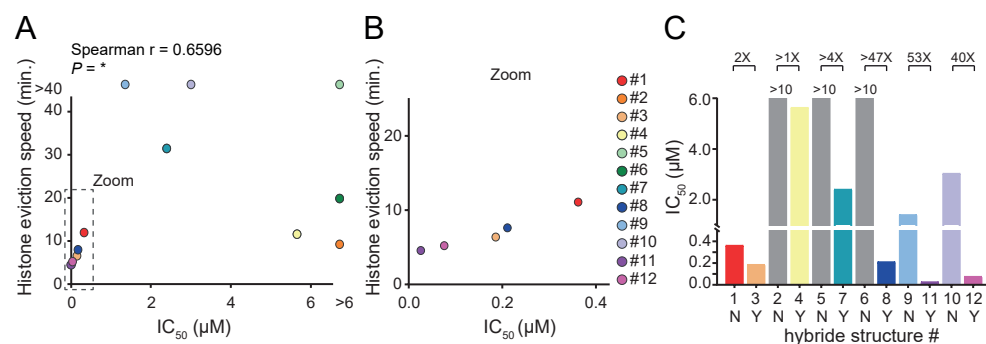 A
Spearman r = 0.6596
P = *
Histone eviction speed (min.)
>40
40
30
20
10
0
Zoom
0
2
4
6
>6
IC50 (µM)
B
Zoom
Histone eviction speed (min.)
20
10
0
0.0
0.2
0.4
IC50 (µM)
#1
#2
#3
#4
#5
#6
#7
#8
#9
#10
#11
#12
C
2X >1X >4X >47X 53X 40X
>10 >10 >10
IC50 (µM)
6.0
4.0
2.0
0.4
0.2
0.0
1 3 2 4 5 7 6 8 9 11 10 12
N Y N Y N Y N Y N Y N Y
hybride structure #